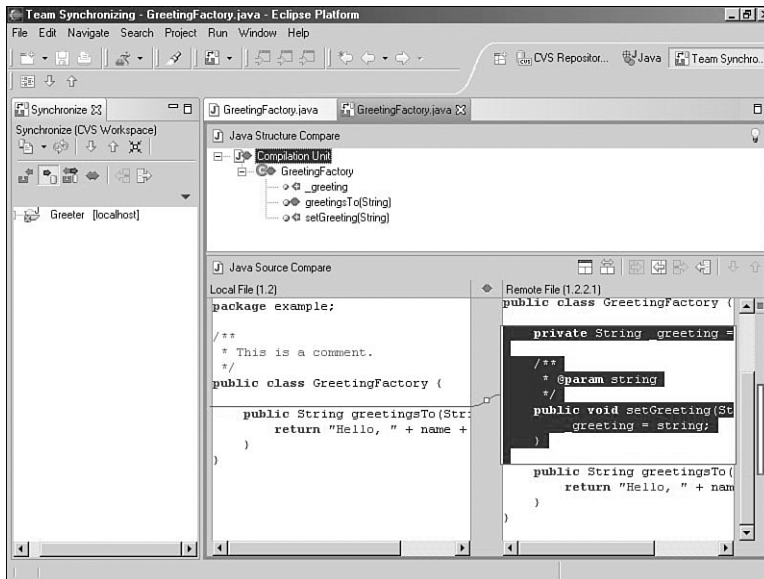 Team Synchronizing - GreetingFactory.java - Eclipse Platform
File Edit Navigate Search Project Run Window Help
CVS Repositor... Java Team Synchro...
Synchronize
GreetingFactory.java GreetingFactory.java
Synchronize (CVS Workspace)
Greeter [localhost]
Java Structure Compare
Compilation Unit
GreetingFactory
_greeting
greetingsTo(String)
setGreeting(String)
Java Source Compare
Local File (1.2)
package example;
/**
* This is a comment.
*/
public class GreetingFactory {
public String greetingsTo(Stri
return "Hello, " + name +
}
}
Remote File (1.2.2.1)
public class GreetingFactory {
private String _greeting =
/**
* @param string
*/
public void setGreeting(St
_greeting = string;
}
public String greetingsTo(
return "Hello, " + nam
}
}